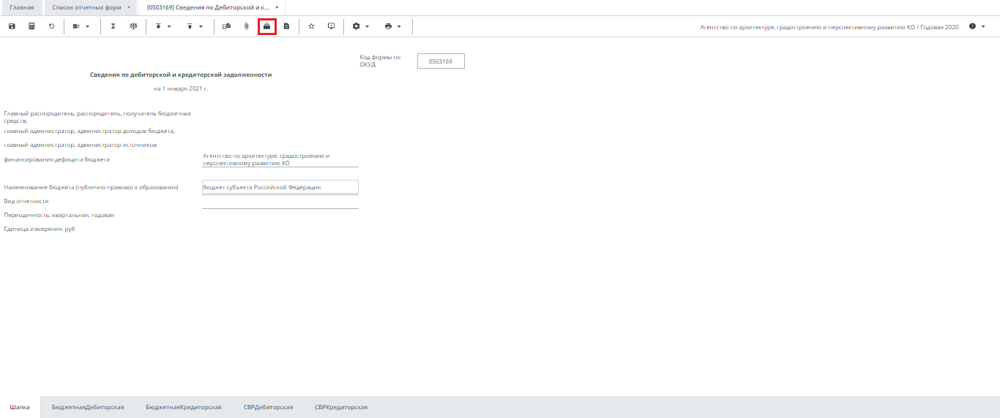 Главная Список отчетных форм × [0503169] Сведения по Дебиторской и к... ×
Агентство по архитектуре, градостроению и перспективному развитию КО / Годовая 2020
Код формы по
ОКУД
0503169
Сведения по дебиторской и кредиторской задолженности
на 1 января 2021 г.
Главный распорядитель, распорядитель, получатель бюджетных
средств,
главный администратор, администратор доходов бюджета,
главный администратор, администратор источников
финансирования дефицита бюджета
Агентство по архитектуре, градостроению и
перспективному развитию КО
Наименование бюджета (публично-правового образования) бюджет субъекта Российской Федерации
Вид отчетности
Периодичность: квартальная, годовая
Единица измерения: руб
Шапка БюджетнаяДебиторская БюджетнаяКредиторская СВРДебиторская СВРКредиторская